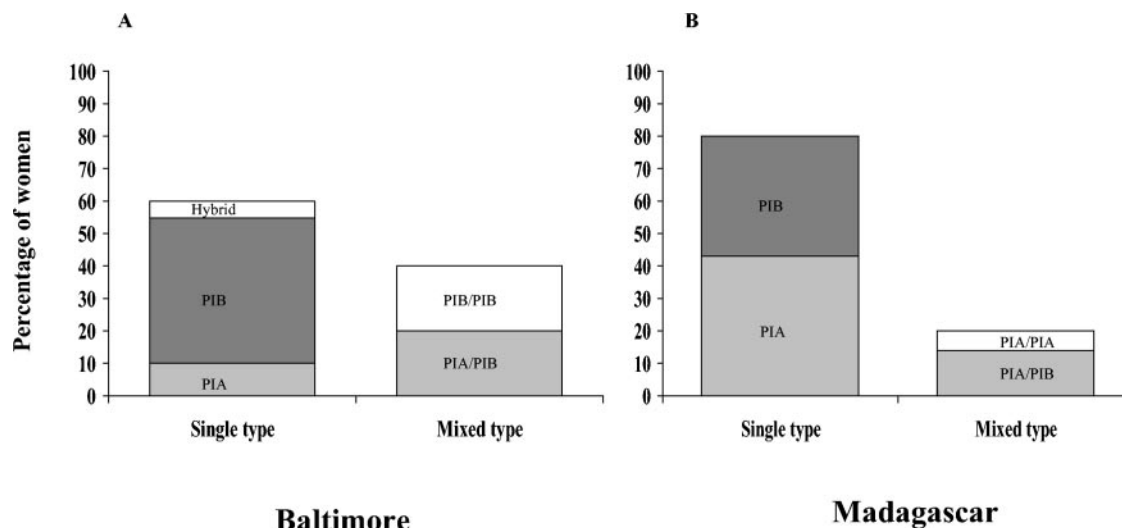 A
B
Percentage of women
100
90
80
70
60
50
40
30
20
10
0
Hybrid
PIB
PIA
PIB/PIB
PIA/PIB
Single type
Mixed type
Baltimore
100
90
80
70
60
50
40
30
20
10
0
PIB
PIA
PIA/PIA
PIA/PIB
Single type
Mixed type
Madagascar